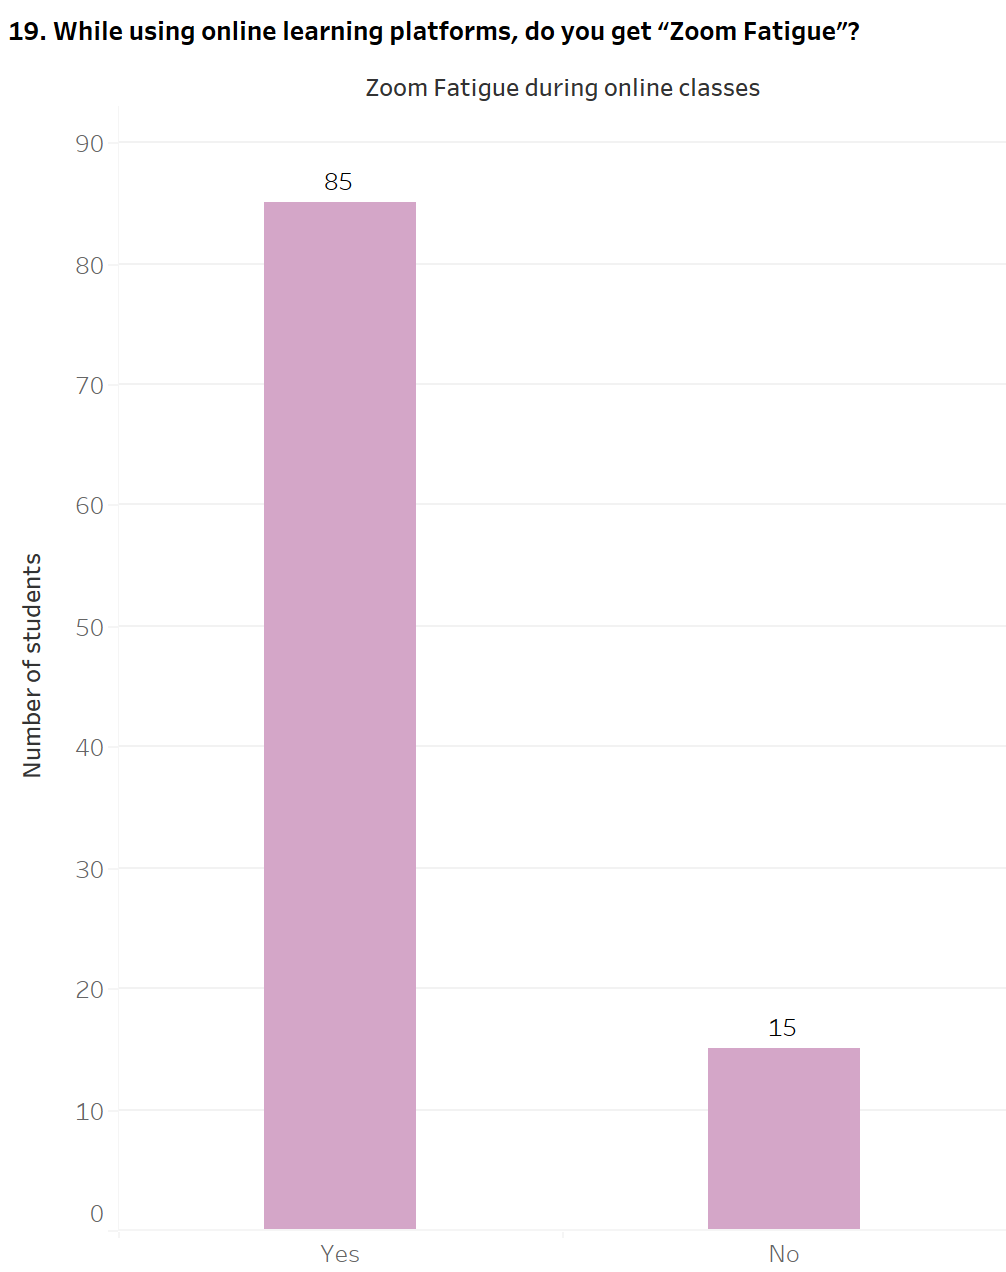 19. While using online learning platforms, do you get “Zoom Fatigue”?
Zoom Fatigue during online classes
90
85
80
70
60
50
Number of students
40
30
20
15
10
0
Yes
No